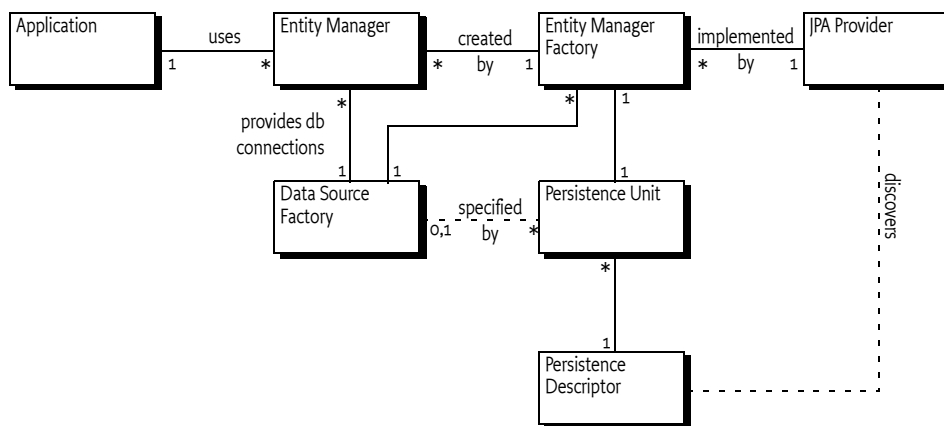 Application
uses
1
*
Entity Manager
created
by
*
1
Entity Manager
Factory
implemented
by
*
1
JPA Provider
*
provides db
connections
1
*
1
1
1
Data Source
Factory
specified
by
0,1
*
Persistence Unit
discovers
*
1
Persistence
Descriptor